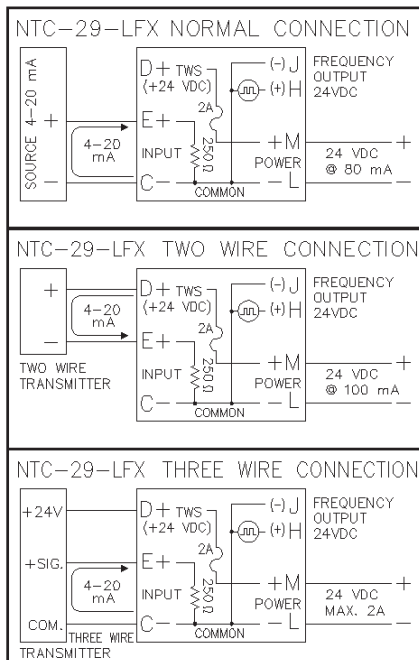 NTC-29-LFX NORMAL CONNECTION
SOURCE 4-20 mA
+
-
4-20
mA
D+ TWS
(+24 VDC)
2A
E+
INPUT
250Ω
C-
COMMON
(-) J
(+) H
FREQUENCY
OUTPUT
24VDC
+M
POWER
-L
24 VDC
@ 80 mA
+
-
NTC-29-LFX TWO WIRE CONNECTION
+
-
TWO WIRE
TRANSMITTER
4-20
mA
D+ TWS
(+24 VDC)
2A
E+
INPUT
250Ω
C-
COMMON
(-) J
(+) H
FREQUENCY
OUTPUT
24VDC
+M
POWER
-L
24 VDC
@ 100 mA
+
-
NTC-29-LFX THREE WIRE CONNECTION
+24V
+SIG.
COM.
THREE WIRE
TRANSMITTER
4-20
mA
D+ TWS
(+24 VDC)
2A
E+
INPUT
250Ω
C-
COMMON
(-) J
(+) H
FREQUENCY
OUTPUT
24VDC
+M
POWER
-L
24 VDC
MAX. 2A
+
-